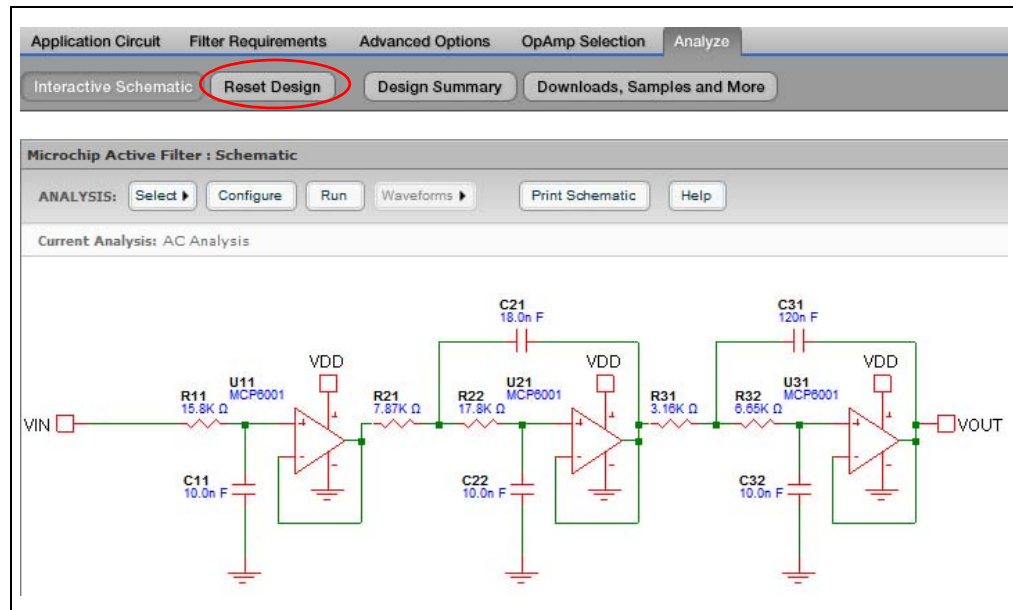 Application Circuit Filter Requirements Advanced Options OpAmp Selection Analyze
Interactive Schematic Reset Design Design Summary Downloads, Samples and More
Microchip Active Filter : Schematic
ANALYSIS: Select Configure Run Waveforms Print Schematic Help
Current Analysis: AC Analysis
C21
18.0n F
C31
120n F
VDD
VDD
VDD
R11
15.8K Ω
U11
MCP6001
R21
7.87K Ω
R22
17.8K Ω
U21
MCP6001
R31
3.16K Ω
R32
6.65K Ω
U31
MCP6001
VIN
VOUT
C11
10.0n F
C22
10.0n F
C32
10.0n F